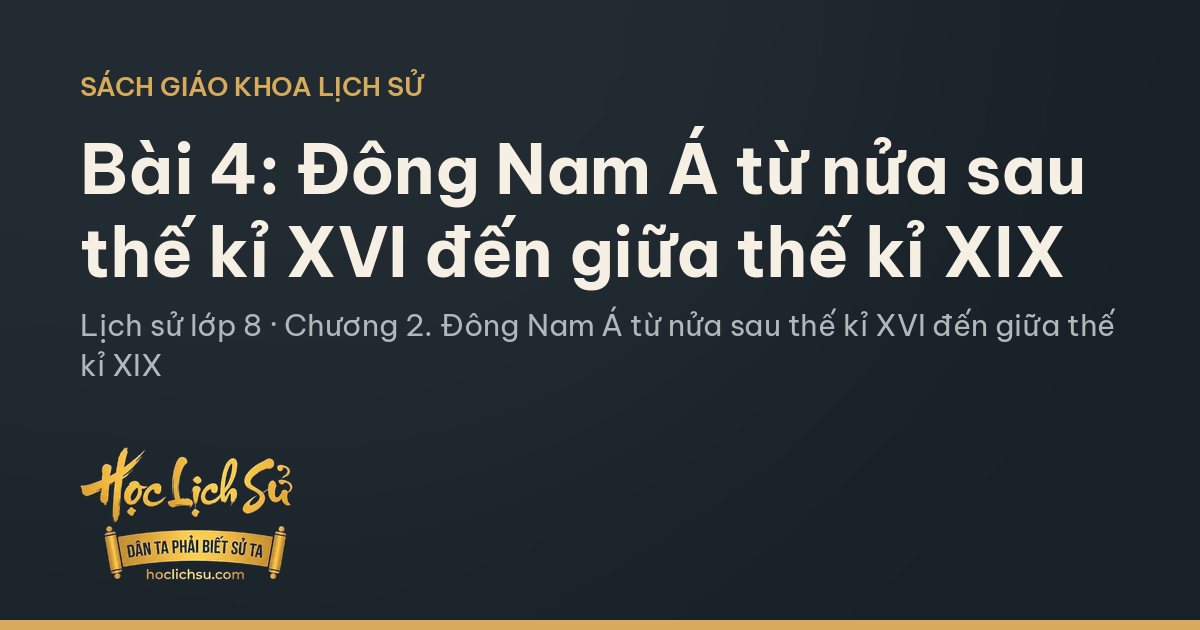 SÁCH GIÁO KHOA LỊCH SỬ
Bài 4: Đông Nam Á từ nửa sau
thế kỉ XVI đến giữa thế kỉ XIX
Lịch sử lớp 8 · Chương 2. Đông Nam Á từ nửa sau thế kỉ XVI đến giữa thế
kỉ XIX
Học Lịch Sử
DÂN TA PHẢI BIẾT SỬ TA
hoclichsu.com